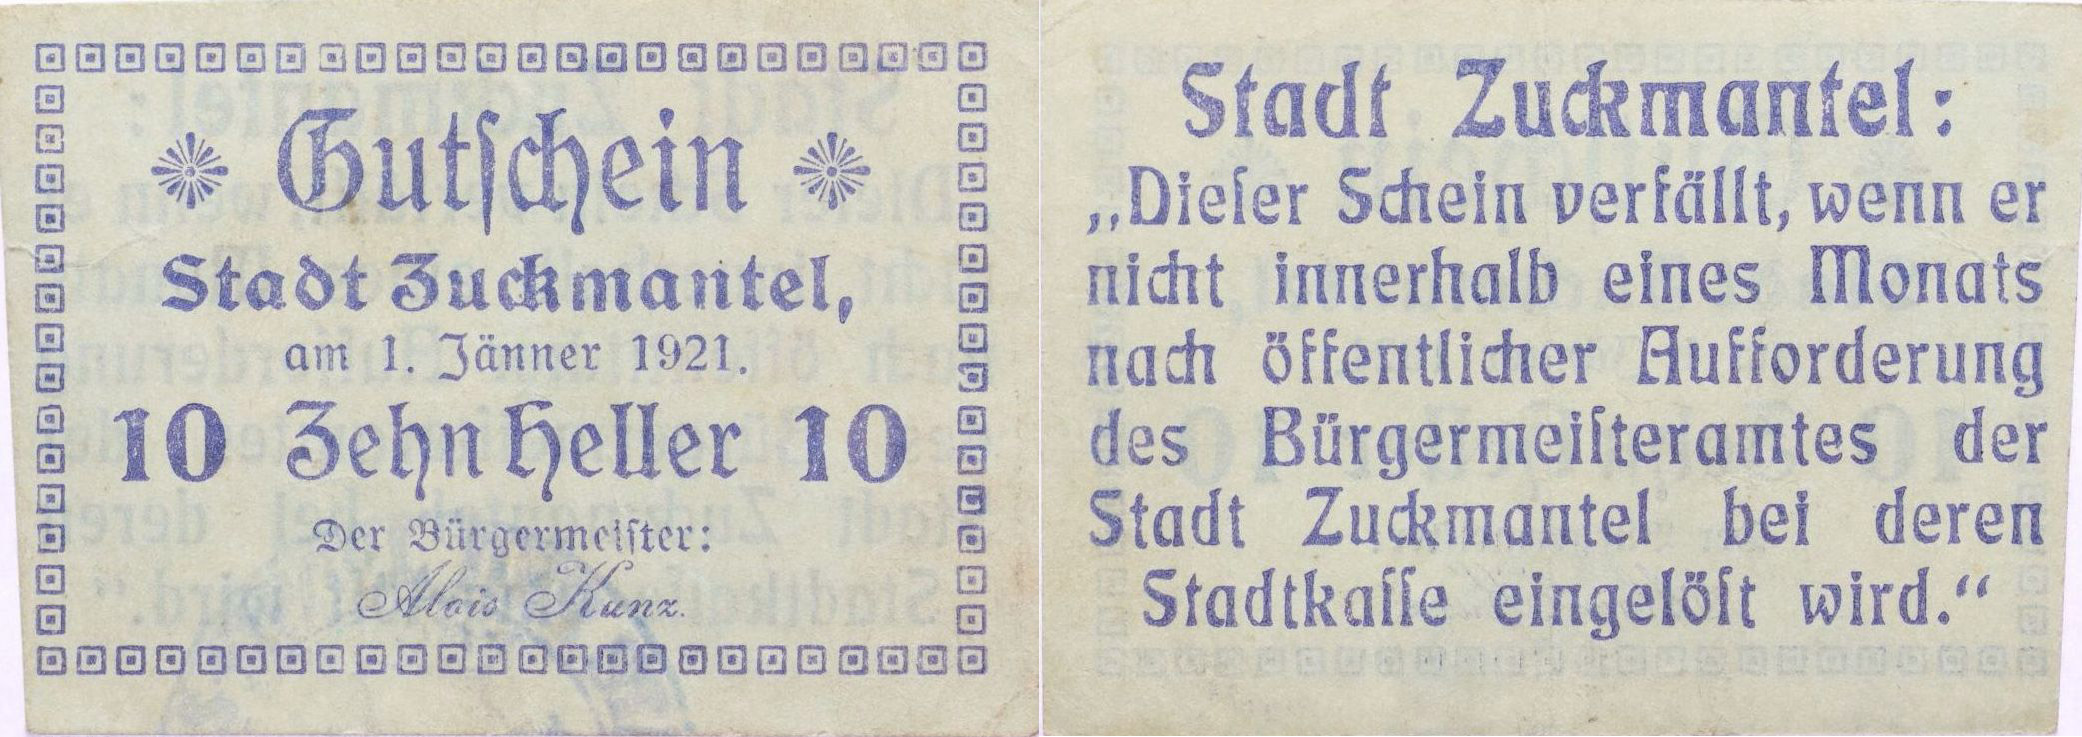 Gutſchein
Stadt Zuckmantel,
am 1. Jänner 1921.
10 Zehn Heller 10
Der Bürgermeiſter:
Alois Kunz.
Stadt Zuckmantel:
„Dieſer Schein verfällt, wenn er
nicht innerhalb eines Monats
nach öffentlicher Aufforderung
des Bürgermeiſteramtes der
Stadt Zuckmantel bei deren
Stadtkaſſe eingelöſt wird.“